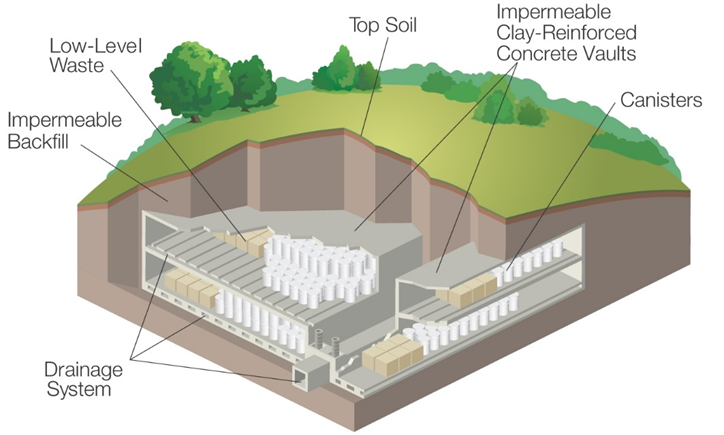 Impermeable
Clay-Reinforced
Concrete Vaults
Top Soil
Low-Level
Waste
Canisters
Impermeable
Backfill
Drainage
System